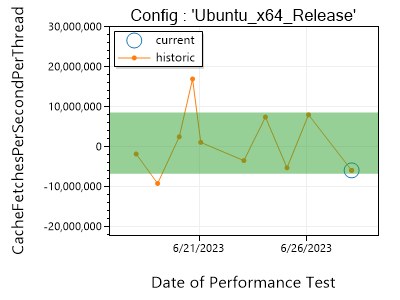 Config : 'Ubuntu_x64_Release'
CacheFetchesPerSecondPerThread
30,000,000
20,000,000
10,000,000
0
-10,000,000
-20,000,000
current
historic
6/21/2023
6/26/2023
Date of Performance Test